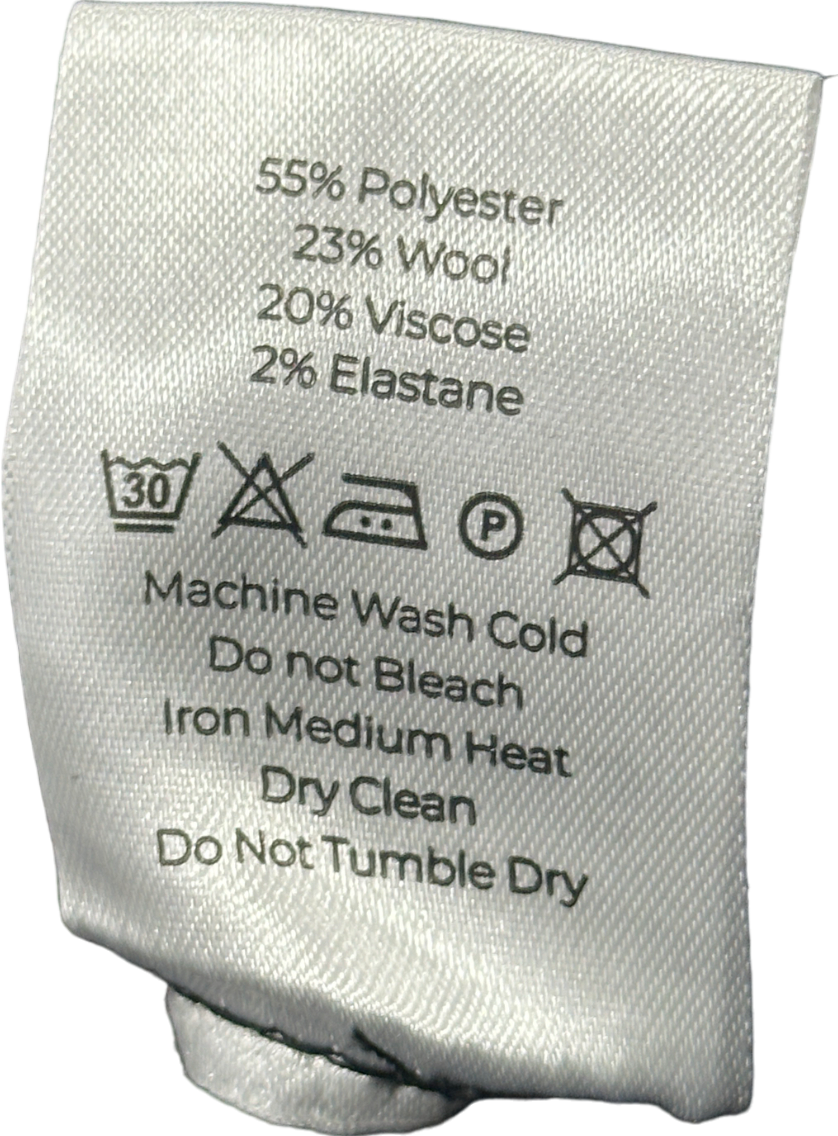 55% Polyester
23% Wool
20% Viscose
2% Elastane
30 P
Machine Wash Cold
Do not Bleach
Iron Medium Heat
Dry Clean
Do Not Tumble Dry